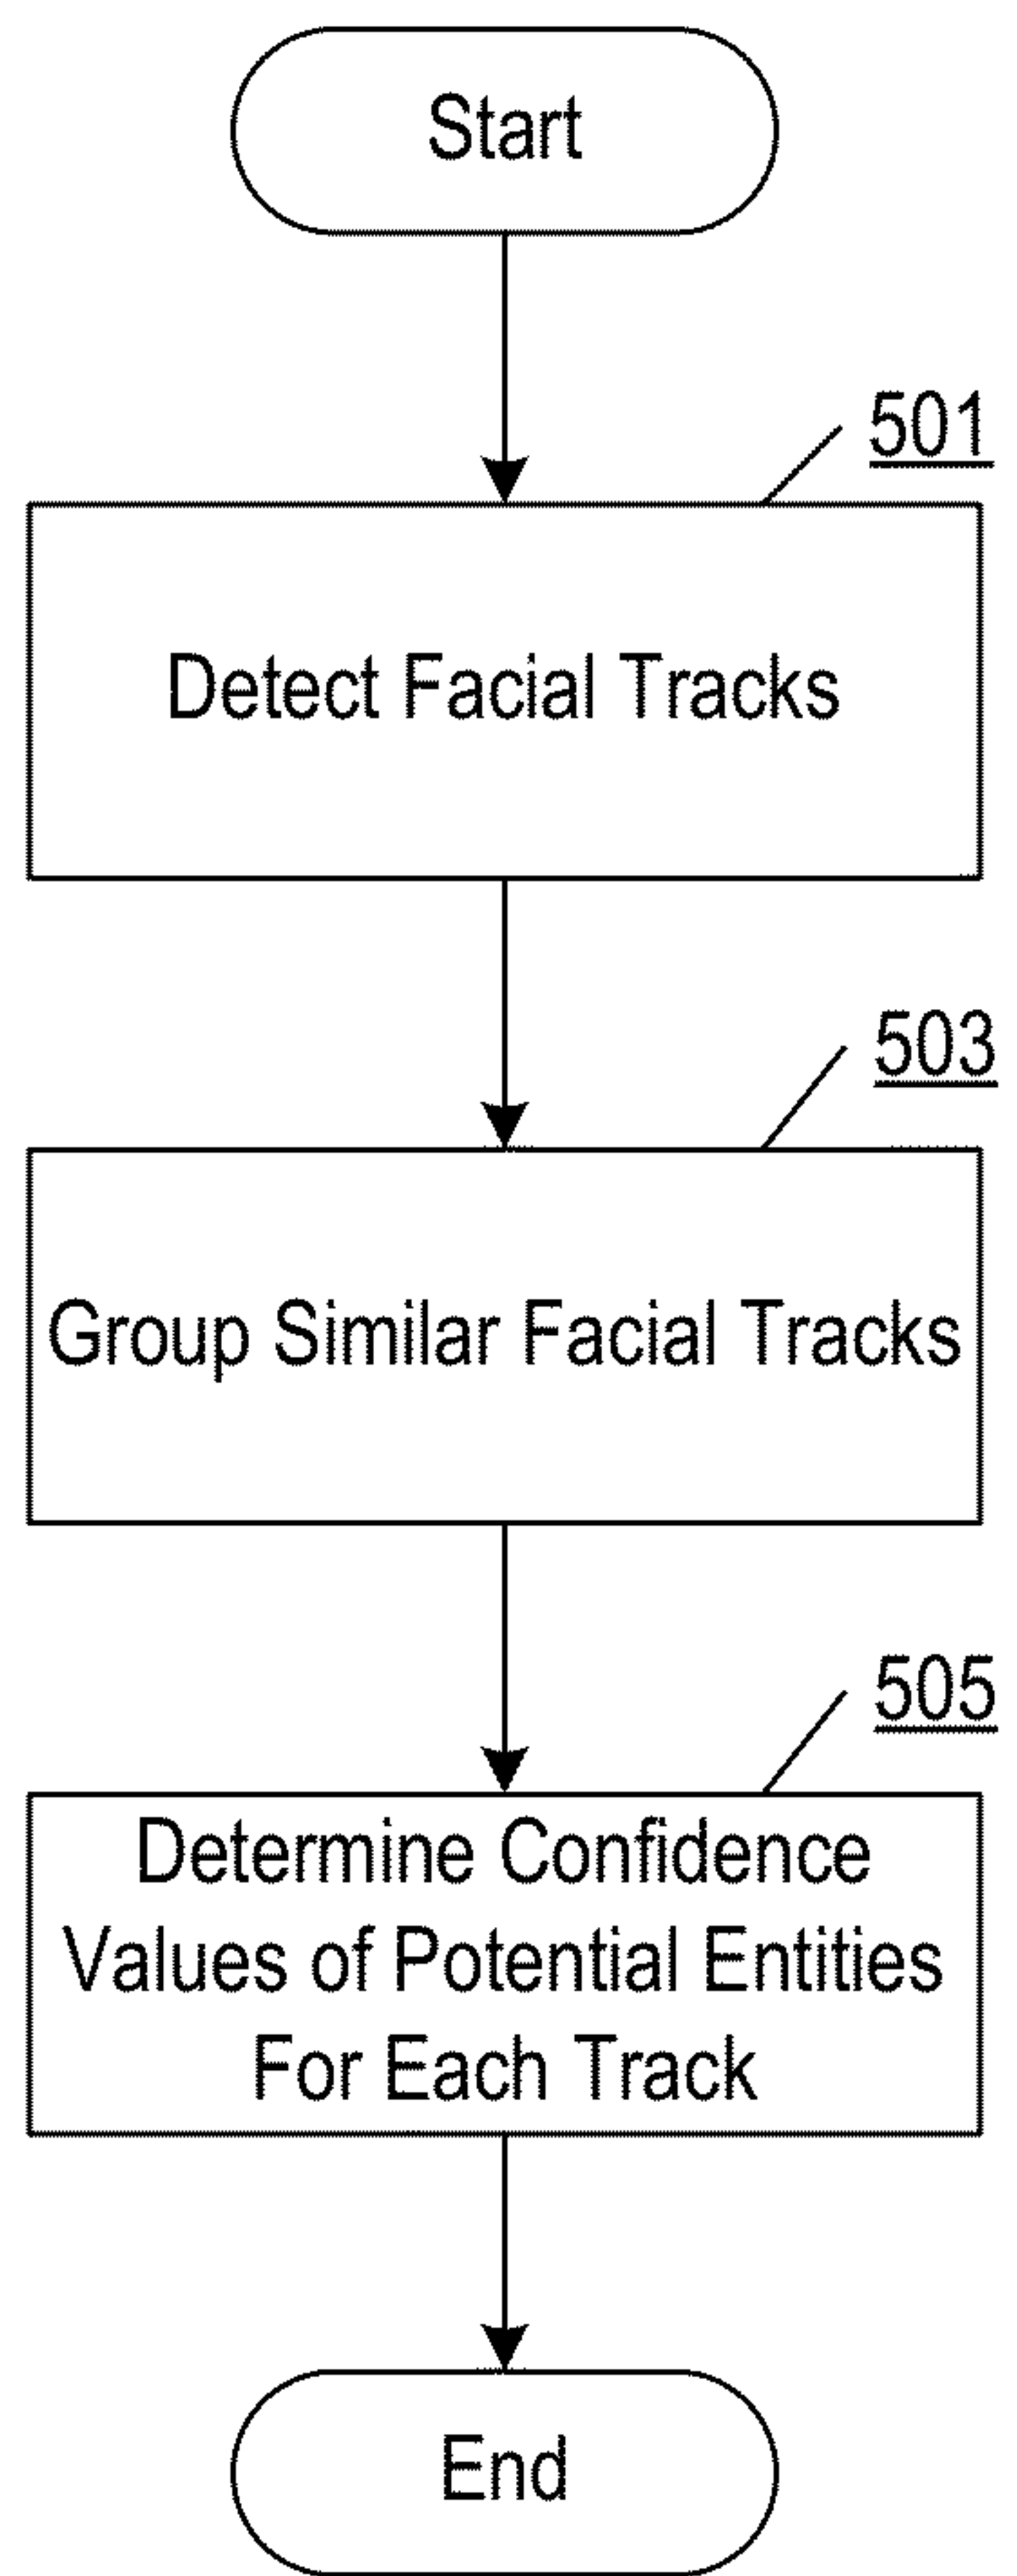 Start
501
Detect Facial Tracks
503
Group Similar Facial Tracks
505
Determine Confidence
Values of Potential Entities
For Each Track
End